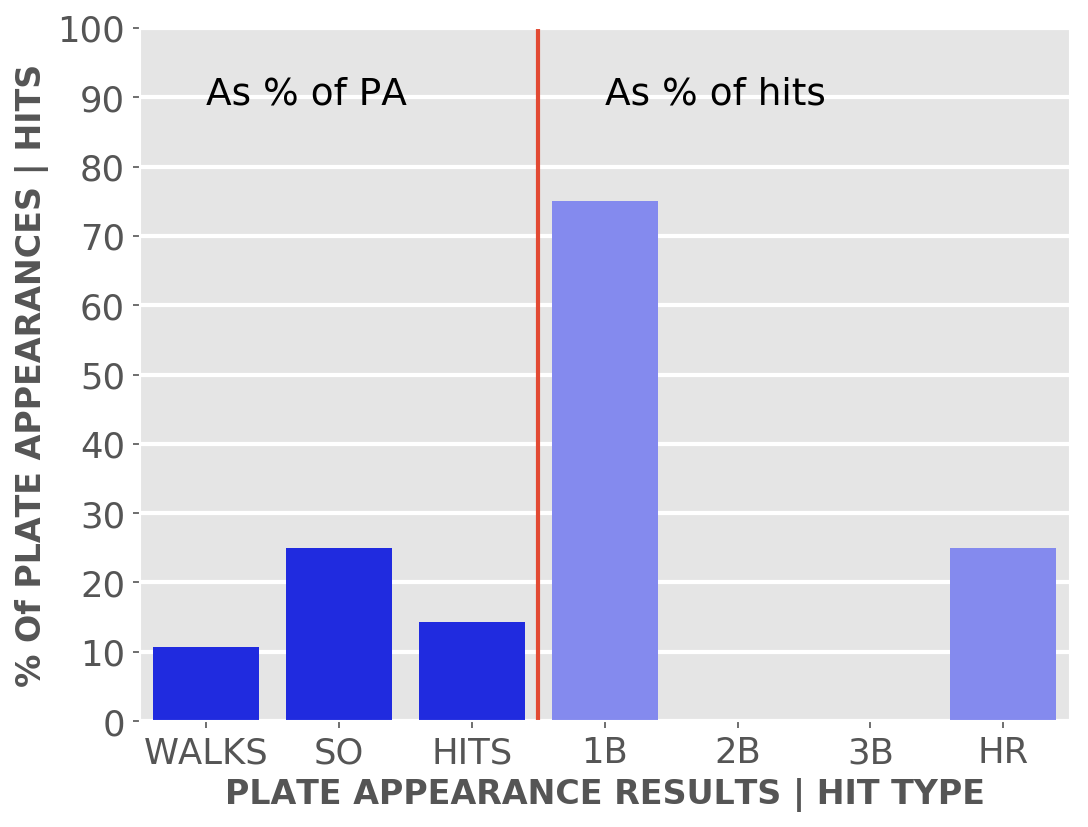 % Of PLATE APPEARANCES | HITS
100
90
80
70
60
50
40
30
20
10
0
As % of PA
As % of hits
WALKS SO HITS 1B 2B 3B HR
PLATE APPEARANCE RESULTS | HIT TYPE